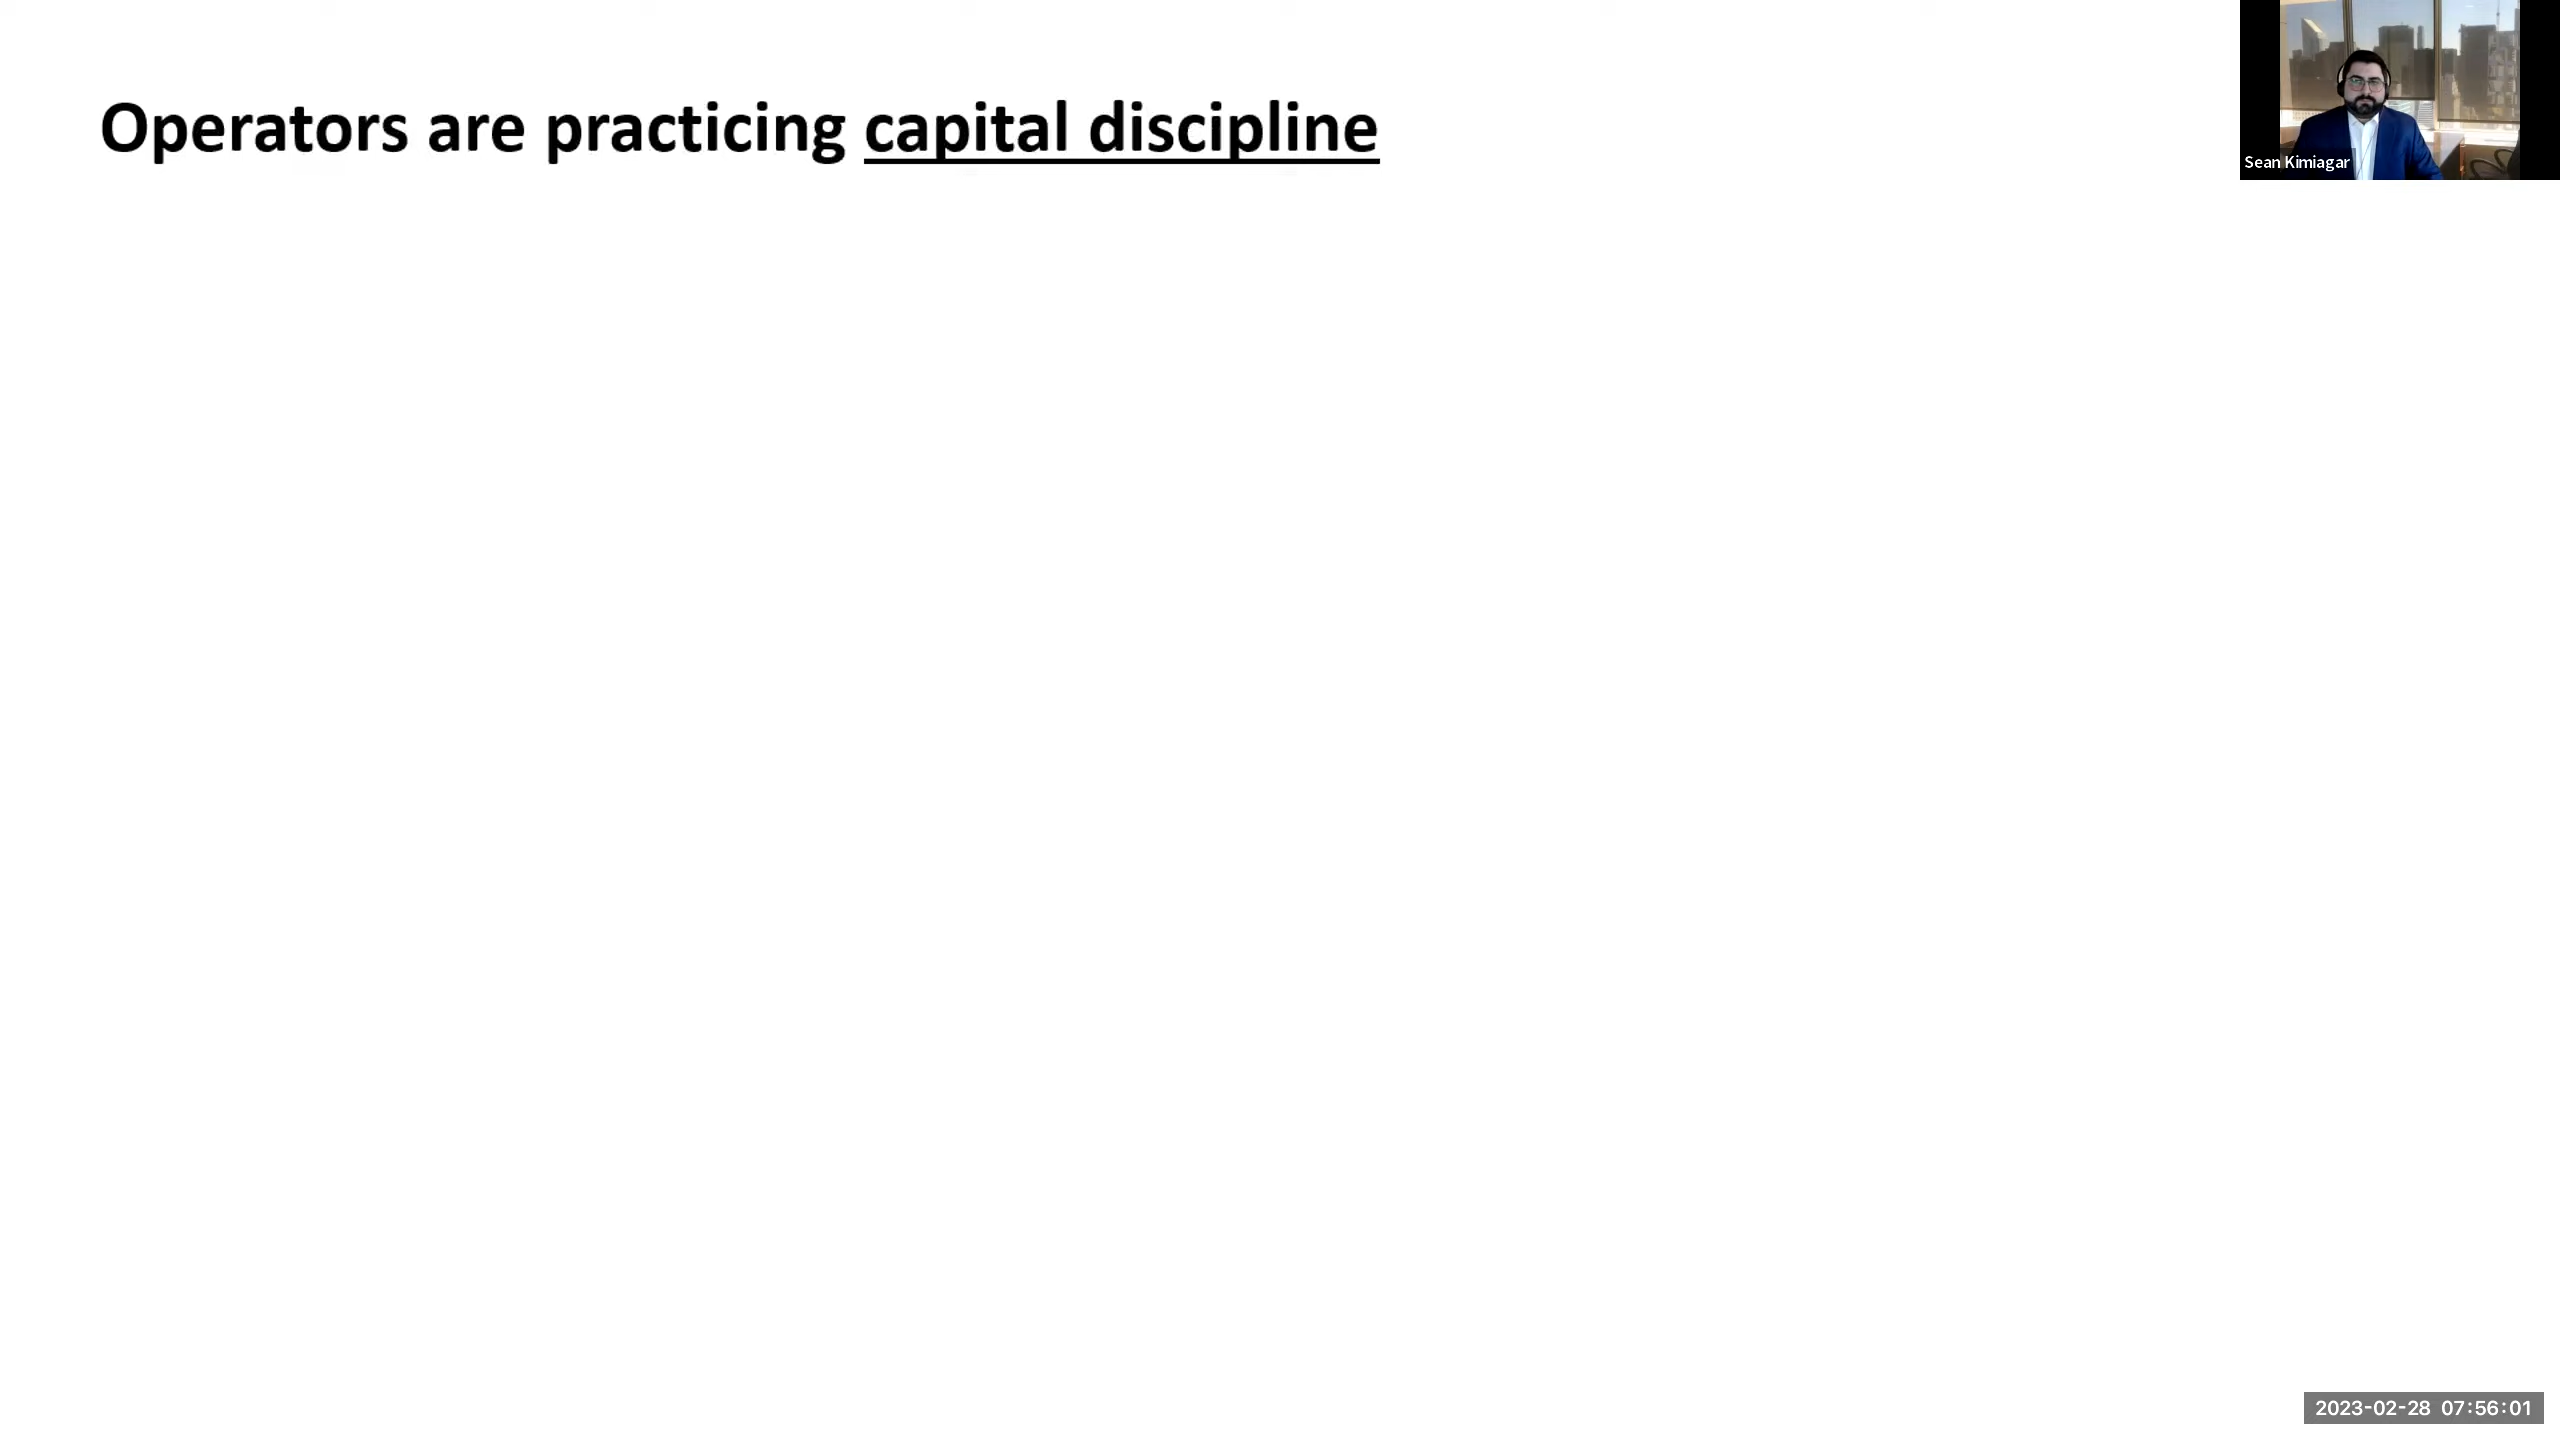 Operators are practicing capital discipline
Sean Kimiagar
2023-02-28 07:56:01